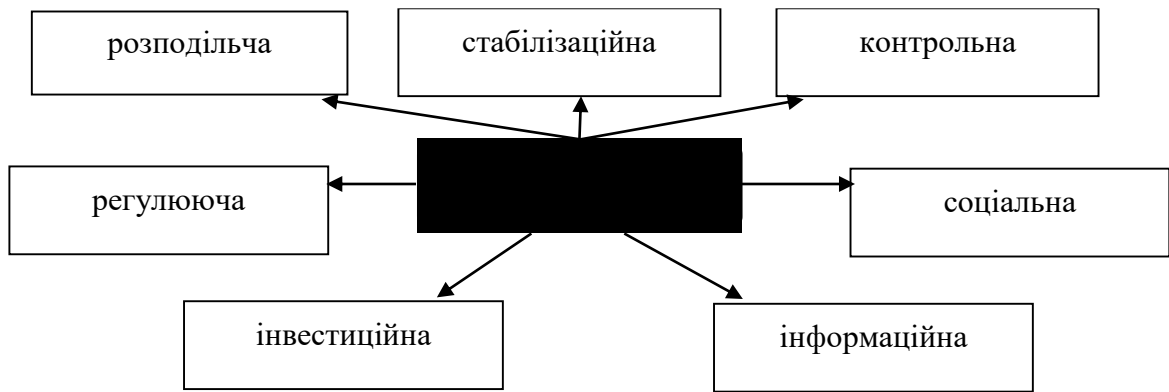 розподільча
стабілізаційна
контрольна
регулююча
соціальна
інвестиційна
інформаційна